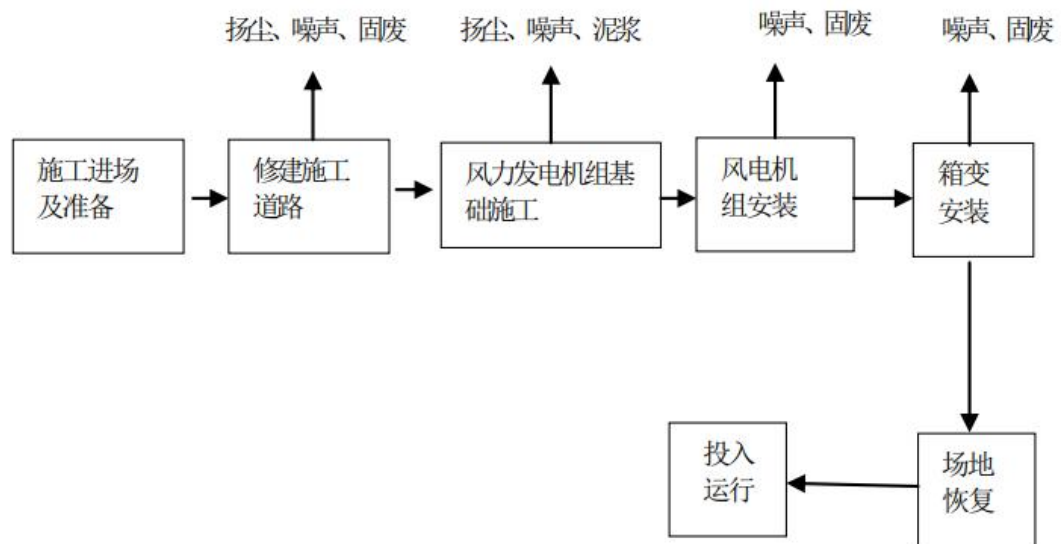 扬尘、噪声、固废
扬尘、噪声、泥浆
噪声、固废
噪声、固废
施工进场
及准备
修建施工
道路
风力发电机组基
础施工
风电机
组安装
箱变
安装
投入
运行
场地
恢复